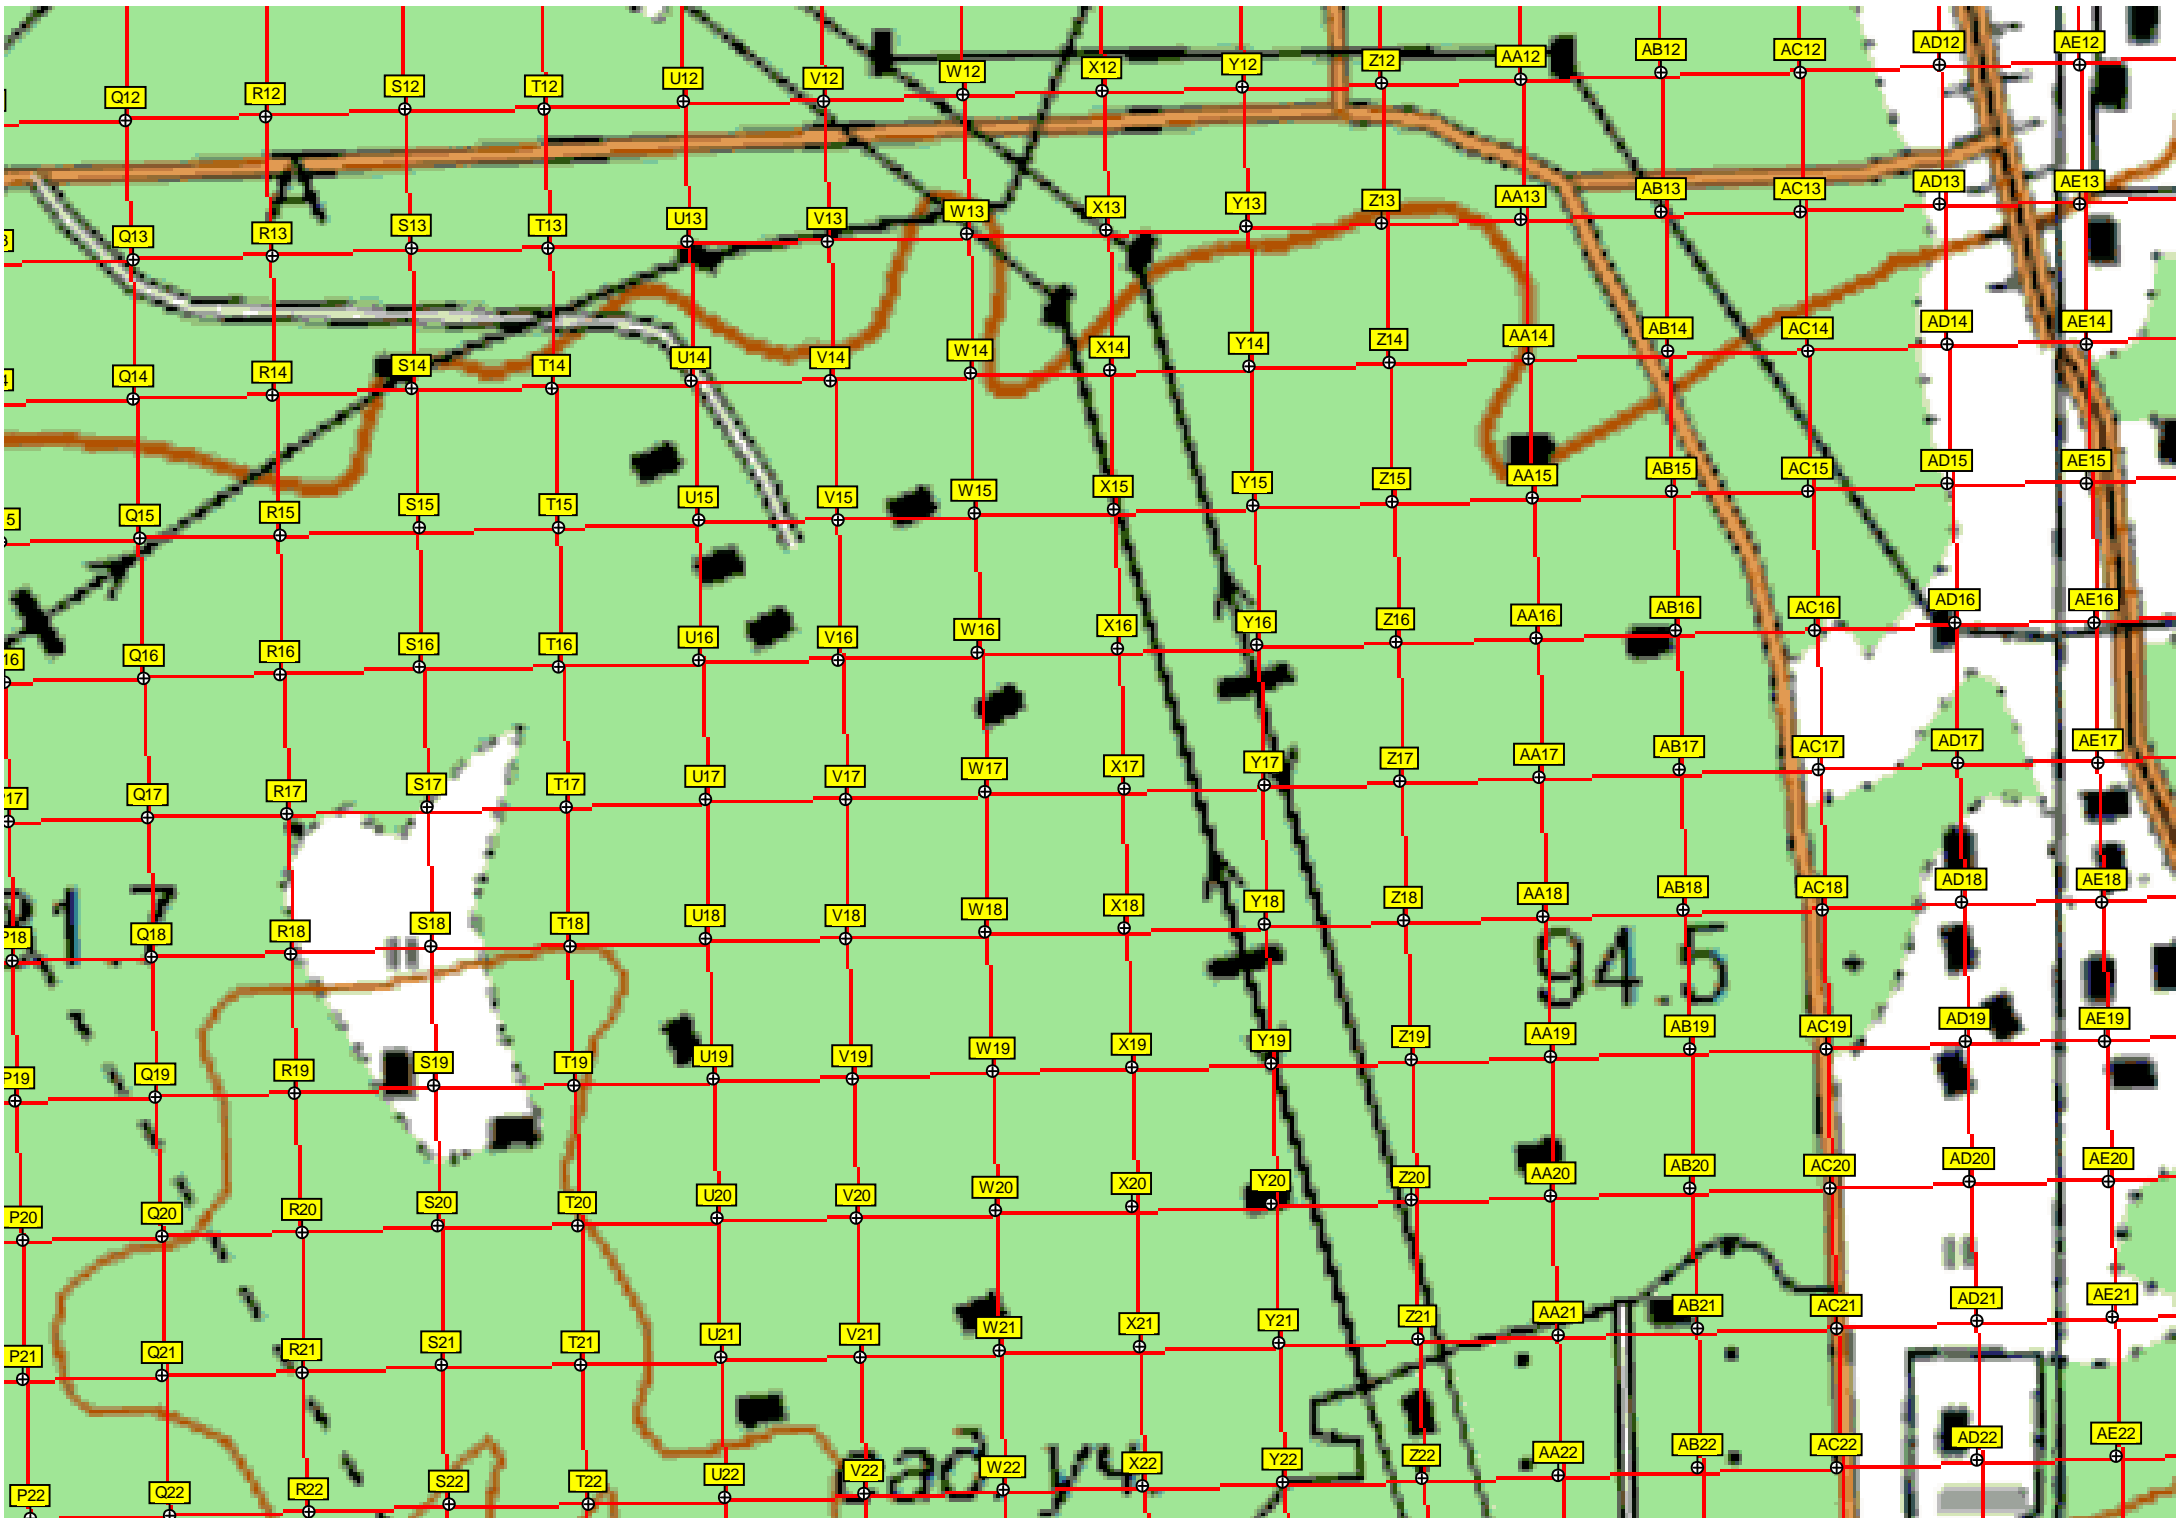 Q12 R12 S12 T12 U12 V12 W12 X12 Y12 Z12 AA12 AB12 AC12 AD12 AE12
Q13 R13 S13 T13 U13 V13 W13 X13 Y13 Z13 AA13 AB13 AC13 AD13 AE13
Q14 R14 S14 T14 U14 V14 W14 X14 Y14 Z14 AA14 AB14 AC14 AD14 AE14
Q15 R15 S15 T15 U15 V15 W15 X15 Y15 Z15 AA15 AB15 AC15 AD15 AE15
16 Q16 R16 S16 T16 U16 V16 W16 X16 Y16 Z16 AA16 AB16 AC16 AD16 AE16
17 Q17 R17 S17 T17 U17 V17 W17 X17 Y17 Z17 AA17 AB17 AC17 AD17 AE17
P18 Q18 R18 S18 T18 U18 V18 W18 X18 Y18 Z18 AA18 AB18 AC18 AD18 AE18
94.5
P19 Q19 R19 S19 T19 U19 V19 W19 X19 Y19 Z19 AA19 AB19 AC19 AD19 AE19
P20 Q20 R20 S20 T20 U20 V20 W20 X20 Y20 Z20 AA20 AB20 AC20 AD20 AE20
P21 Q21 R21 S21 T21 U21 V21 W21 X21 Y21 Z21 AA21 AB21 AC21 AD21 AE21
P22 Q22 R22 S22 T22 U22 V22 W22 X22 Y22 Z22 AA22 AB22 AC22 AD22 AE22
сад. уч.